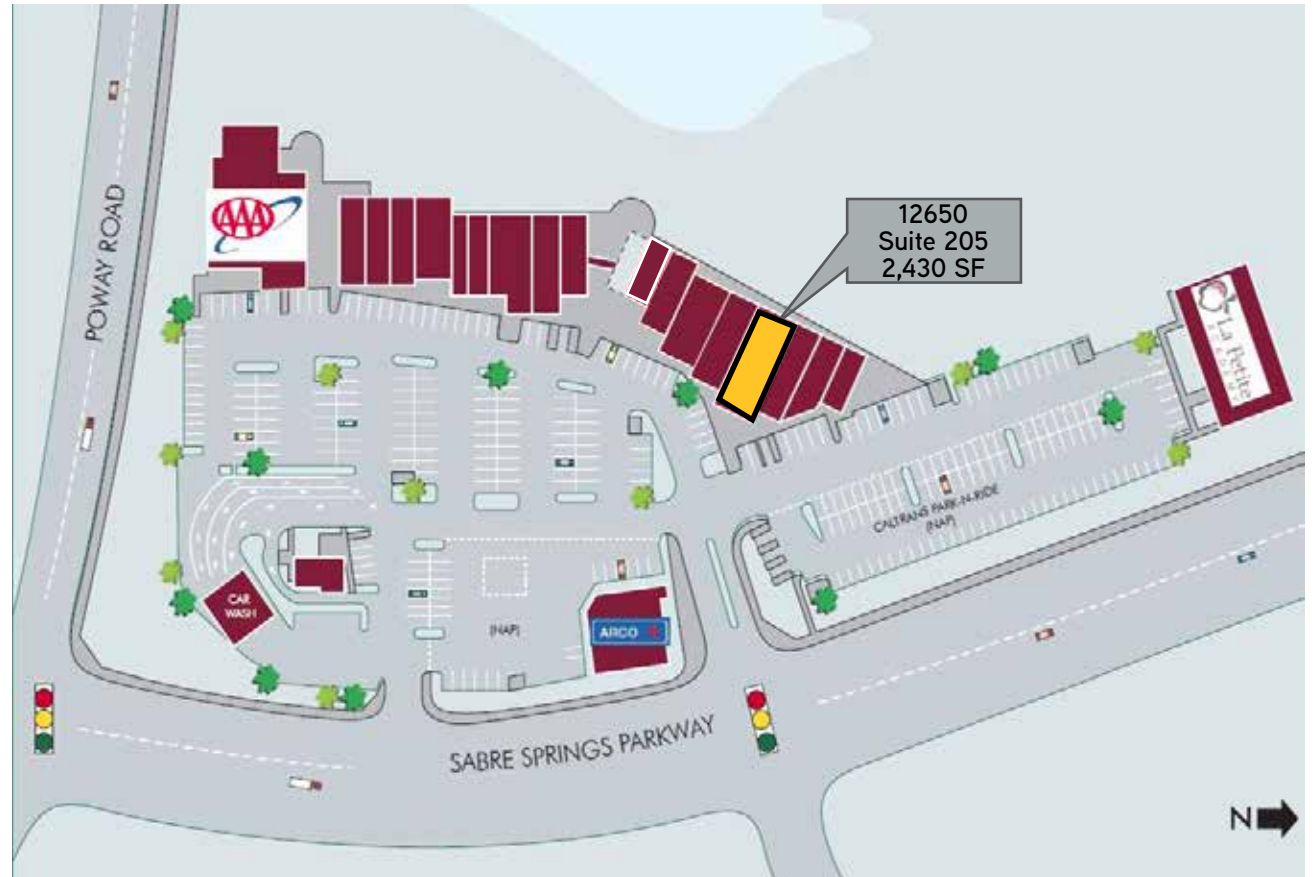 POWAY ROAD
AAA
12650
Suite 205
2,430 SF
La Petite
ACADEMY
CALTRANS PARK-N-RIDE
(NAP)
CAR
WASH
(NAP)
ARCO
SABRE SPRINGS PARKWAY
N